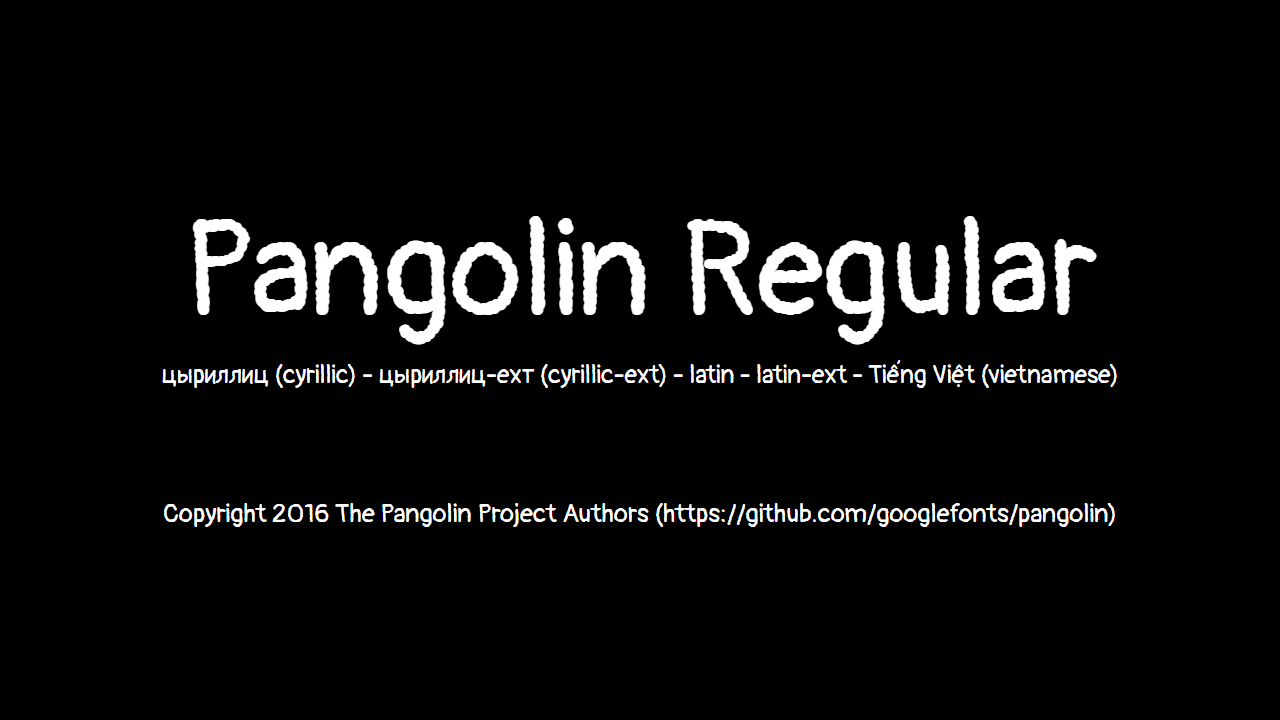 Pangolin Regular
цыриллиц (cyrillic) - цыриллиц-ехт (cyrillic-ext) - latin - latin-ext - Tiếng Việt (vietnamese)
Copyright 2016 The Pangolin Project Authors (https://github.com/googlefonts/pangolin)